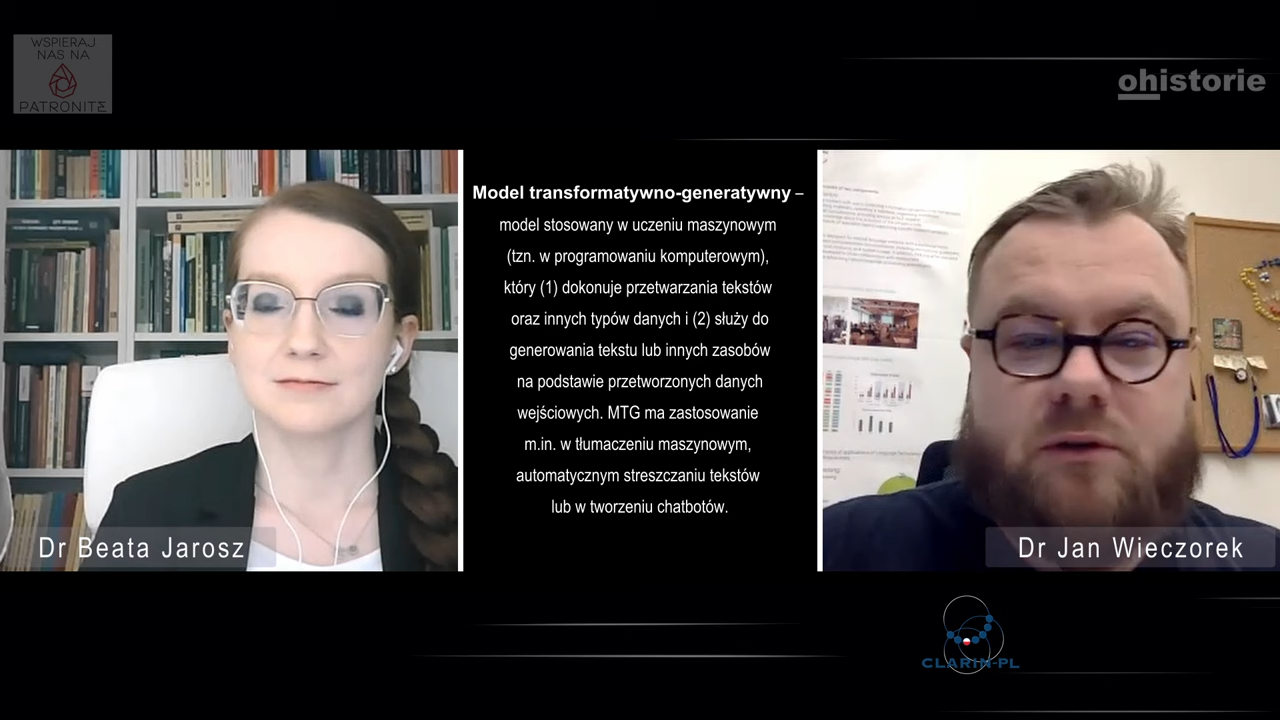 WSPIERAJ
NAS NA
PATRONITE
ohistorie
Model transformatywno-generatywny –
model stosowany w uczeniu maszynowym
(tzn. w programowaniu komputerowym),
który (1) dokonuje przetwarzania tekstów
oraz innych typów danych i (2) służy do
generowania tekstu lub innych zasobów
na podstawie przetworzonych danych
wejściowych. MTG ma zastosowanie
m.in. w tłumaczeniu maszynowym,
automatycznym streszczaniu tekstów
lub w tworzeniu chatbotów.
Dr Beata Jarosz
Dr Jan Wieczorek
CLARIN-PL